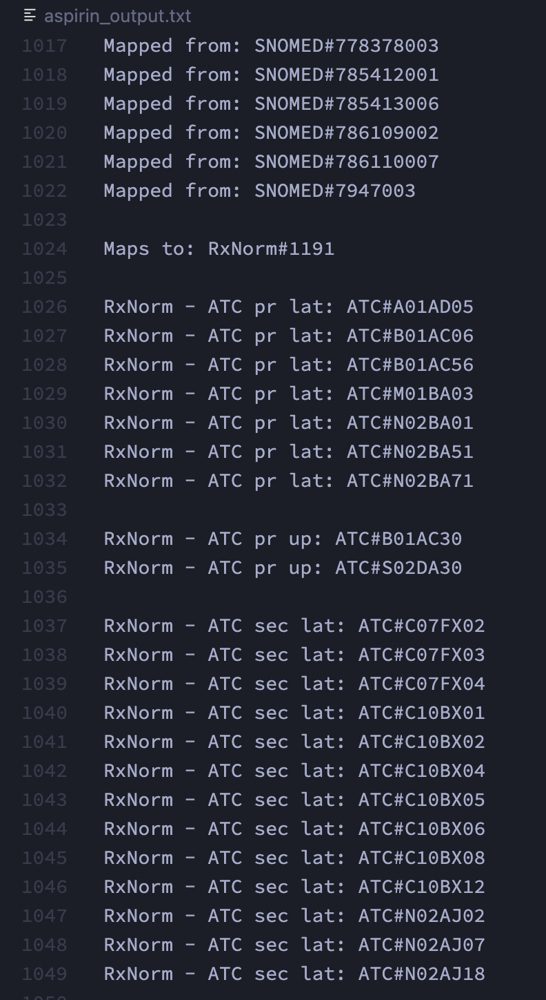 aspirin_output.txt
1017 Mapped from: SNOMED#778378003
1018 Mapped from: SNOMED#785412001
1019 Mapped from: SNOMED#785413006
1020 Mapped from: SNOMED#786109002
1021 Mapped from: SNOMED#786110007
1022 Mapped from: SNOMED#7947003
1023
1024 Maps to: RxNorm#1191
1025
1026 RxNorm - ATC pr lat: ATC#A01AD05
1027 RxNorm - ATC pr lat: ATC#B01AC06
1028 RxNorm - ATC pr lat: ATC#B01AC56
1029 RxNorm - ATC pr lat: ATC#M01BA03
1030 RxNorm - ATC pr lat: ATC#N02BA01
1031 RxNorm - ATC pr lat: ATC#N02BA51
1032 RxNorm - ATC pr lat: ATC#N02BA71
1033
1034 RxNorm - ATC pr up: ATC#B01AC30
1035 RxNorm - ATC pr up: ATC#S02DA30
1036
1037 RxNorm - ATC sec lat: ATC#C07FX02
1038 RxNorm - ATC sec lat: ATC#C07FX03
1039 RxNorm - ATC sec lat: ATC#C07FX04
1040 RxNorm - ATC sec lat: ATC#C10BX01
1041 RxNorm - ATC sec lat: ATC#C10BX02
1042 RxNorm - ATC sec lat: ATC#C10BX04
1043 RxNorm - ATC sec lat: ATC#C10BX05
1044 RxNorm - ATC sec lat: ATC#C10BX06
1045 RxNorm - ATC sec lat: ATC#C10BX08
1046 RxNorm - ATC sec lat: ATC#C10BX12
1047 RxNorm - ATC sec lat: ATC#N02AJ02
1048 RxNorm - ATC sec lat: ATC#N02AJ07
1049 RxNorm - ATC sec lat: ATC#N02AJ18